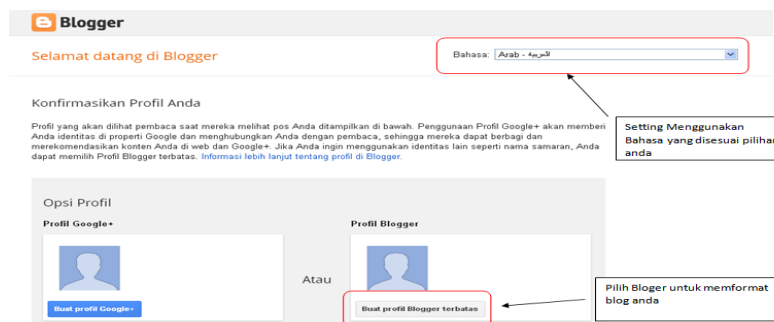 Blogger
Selamat datang di Blogger
Bahasa: Arab - العربية
Konfirmasikan Profil Anda
Profil yang akan dilihat pembaca saat mereka melihat pos Anda ditampilkan di bawah. Penggunaan Profil Google+ akan memberi
Anda identitas di properti Google dan menghubungkan Anda dengan pembaca, sehingga mereka dapat berbagi dan
merekomendasikan konten Anda di web dan Google+. Jika Anda ingin menggunakan identitas lain seperti nama samaran, Anda
dapat memilih Profil Blogger terbatas. Informasi lebih lanjut tentang profil di Blogger.
Setting Menggunakan
Bahasa yang disesuai pilihan
anda
Opsi Profil
Profil Google+
Profil Blogger
Atau
Buat profil Google+
Buat profil Blogger terbatas
Pilih Bloger untuk memformat
blog anda